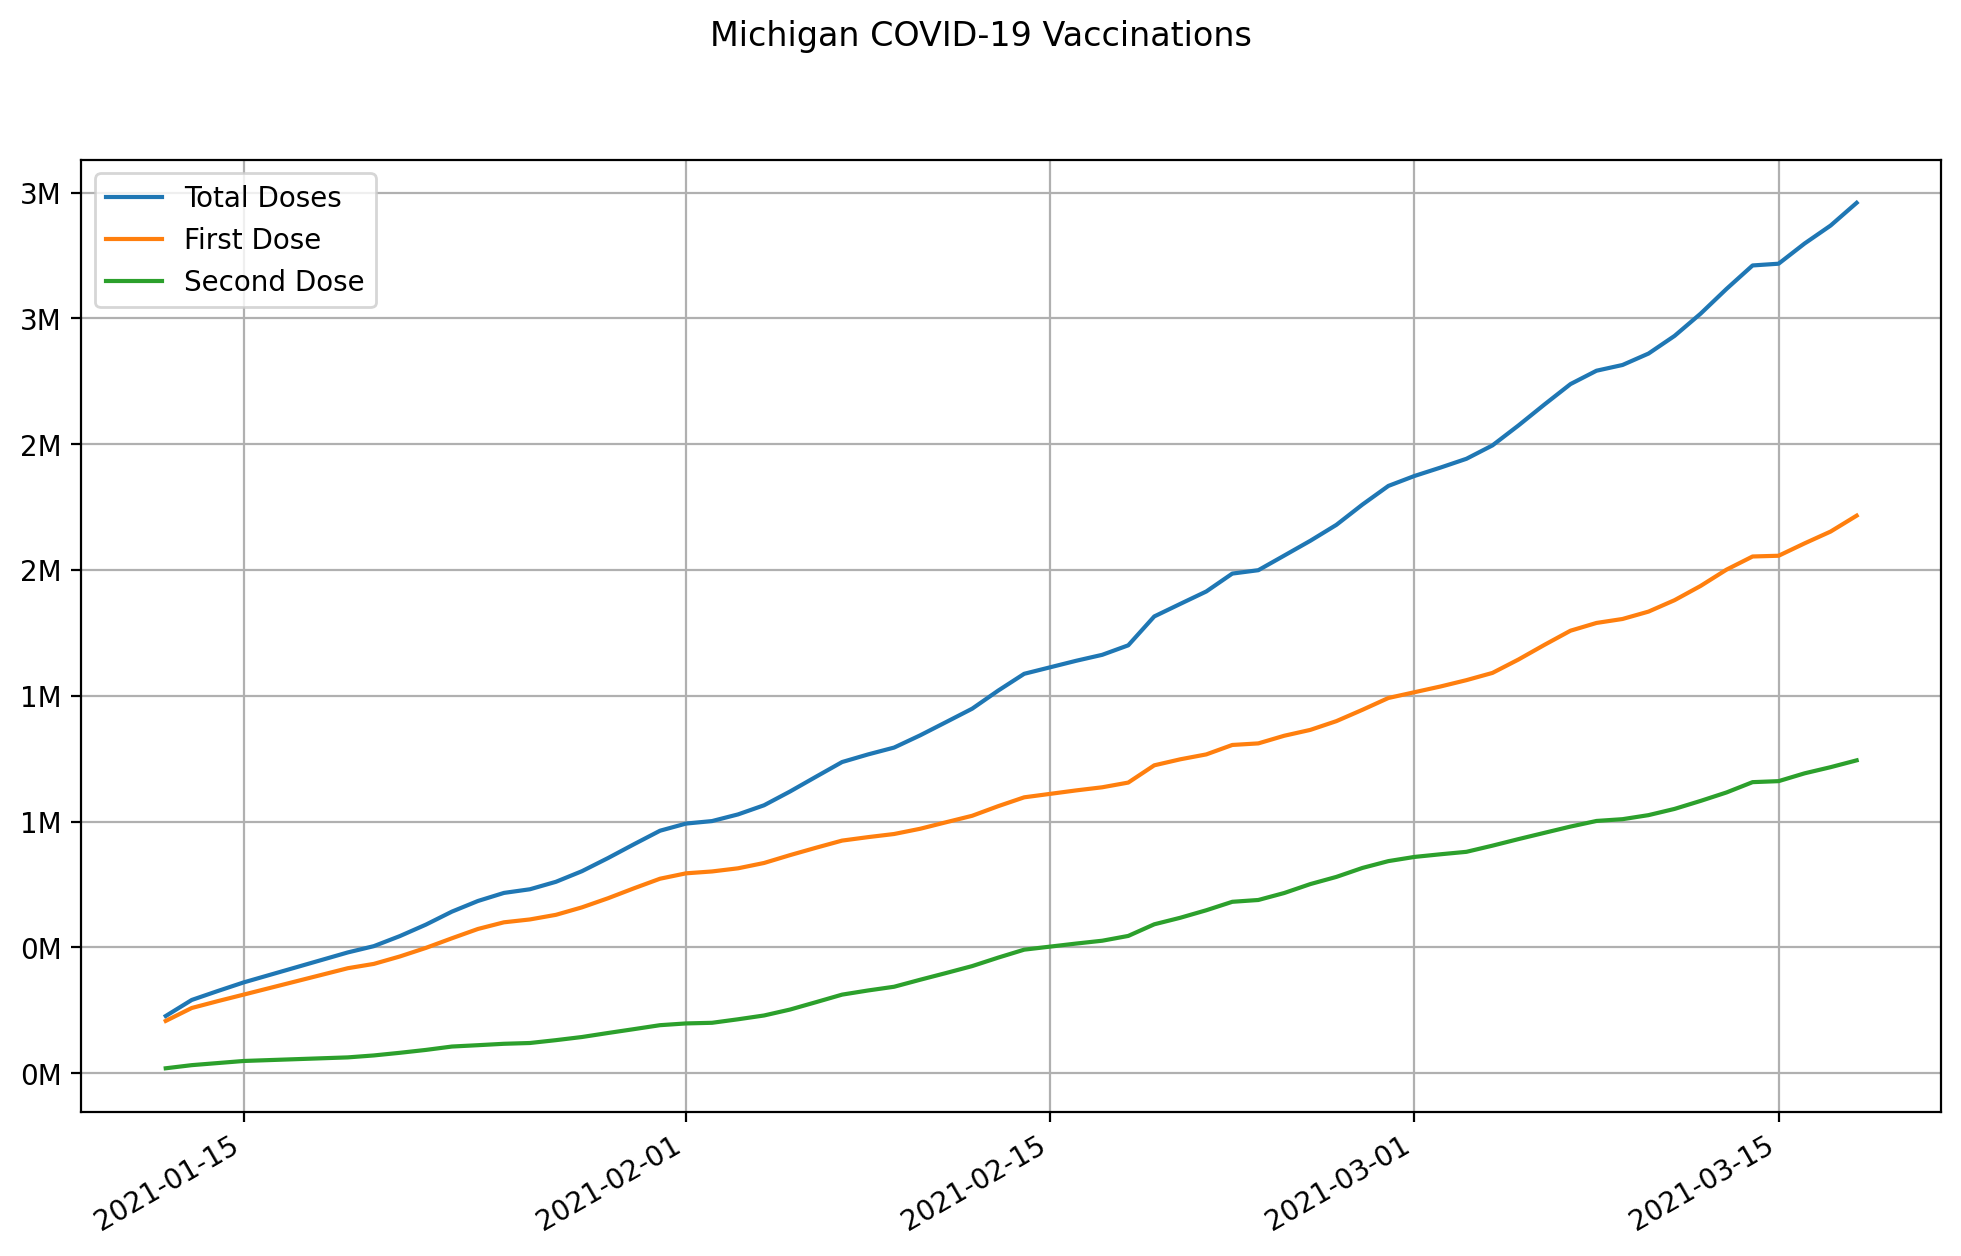 Michigan COVID-19 Vaccinations
Total Doses
First Dose
Second Dose
3M
3M
2M
2M
1M
1M
0M
0M
2021-01-15
2021-02-01
2021-02-15
2021-03-01
2021-03-15